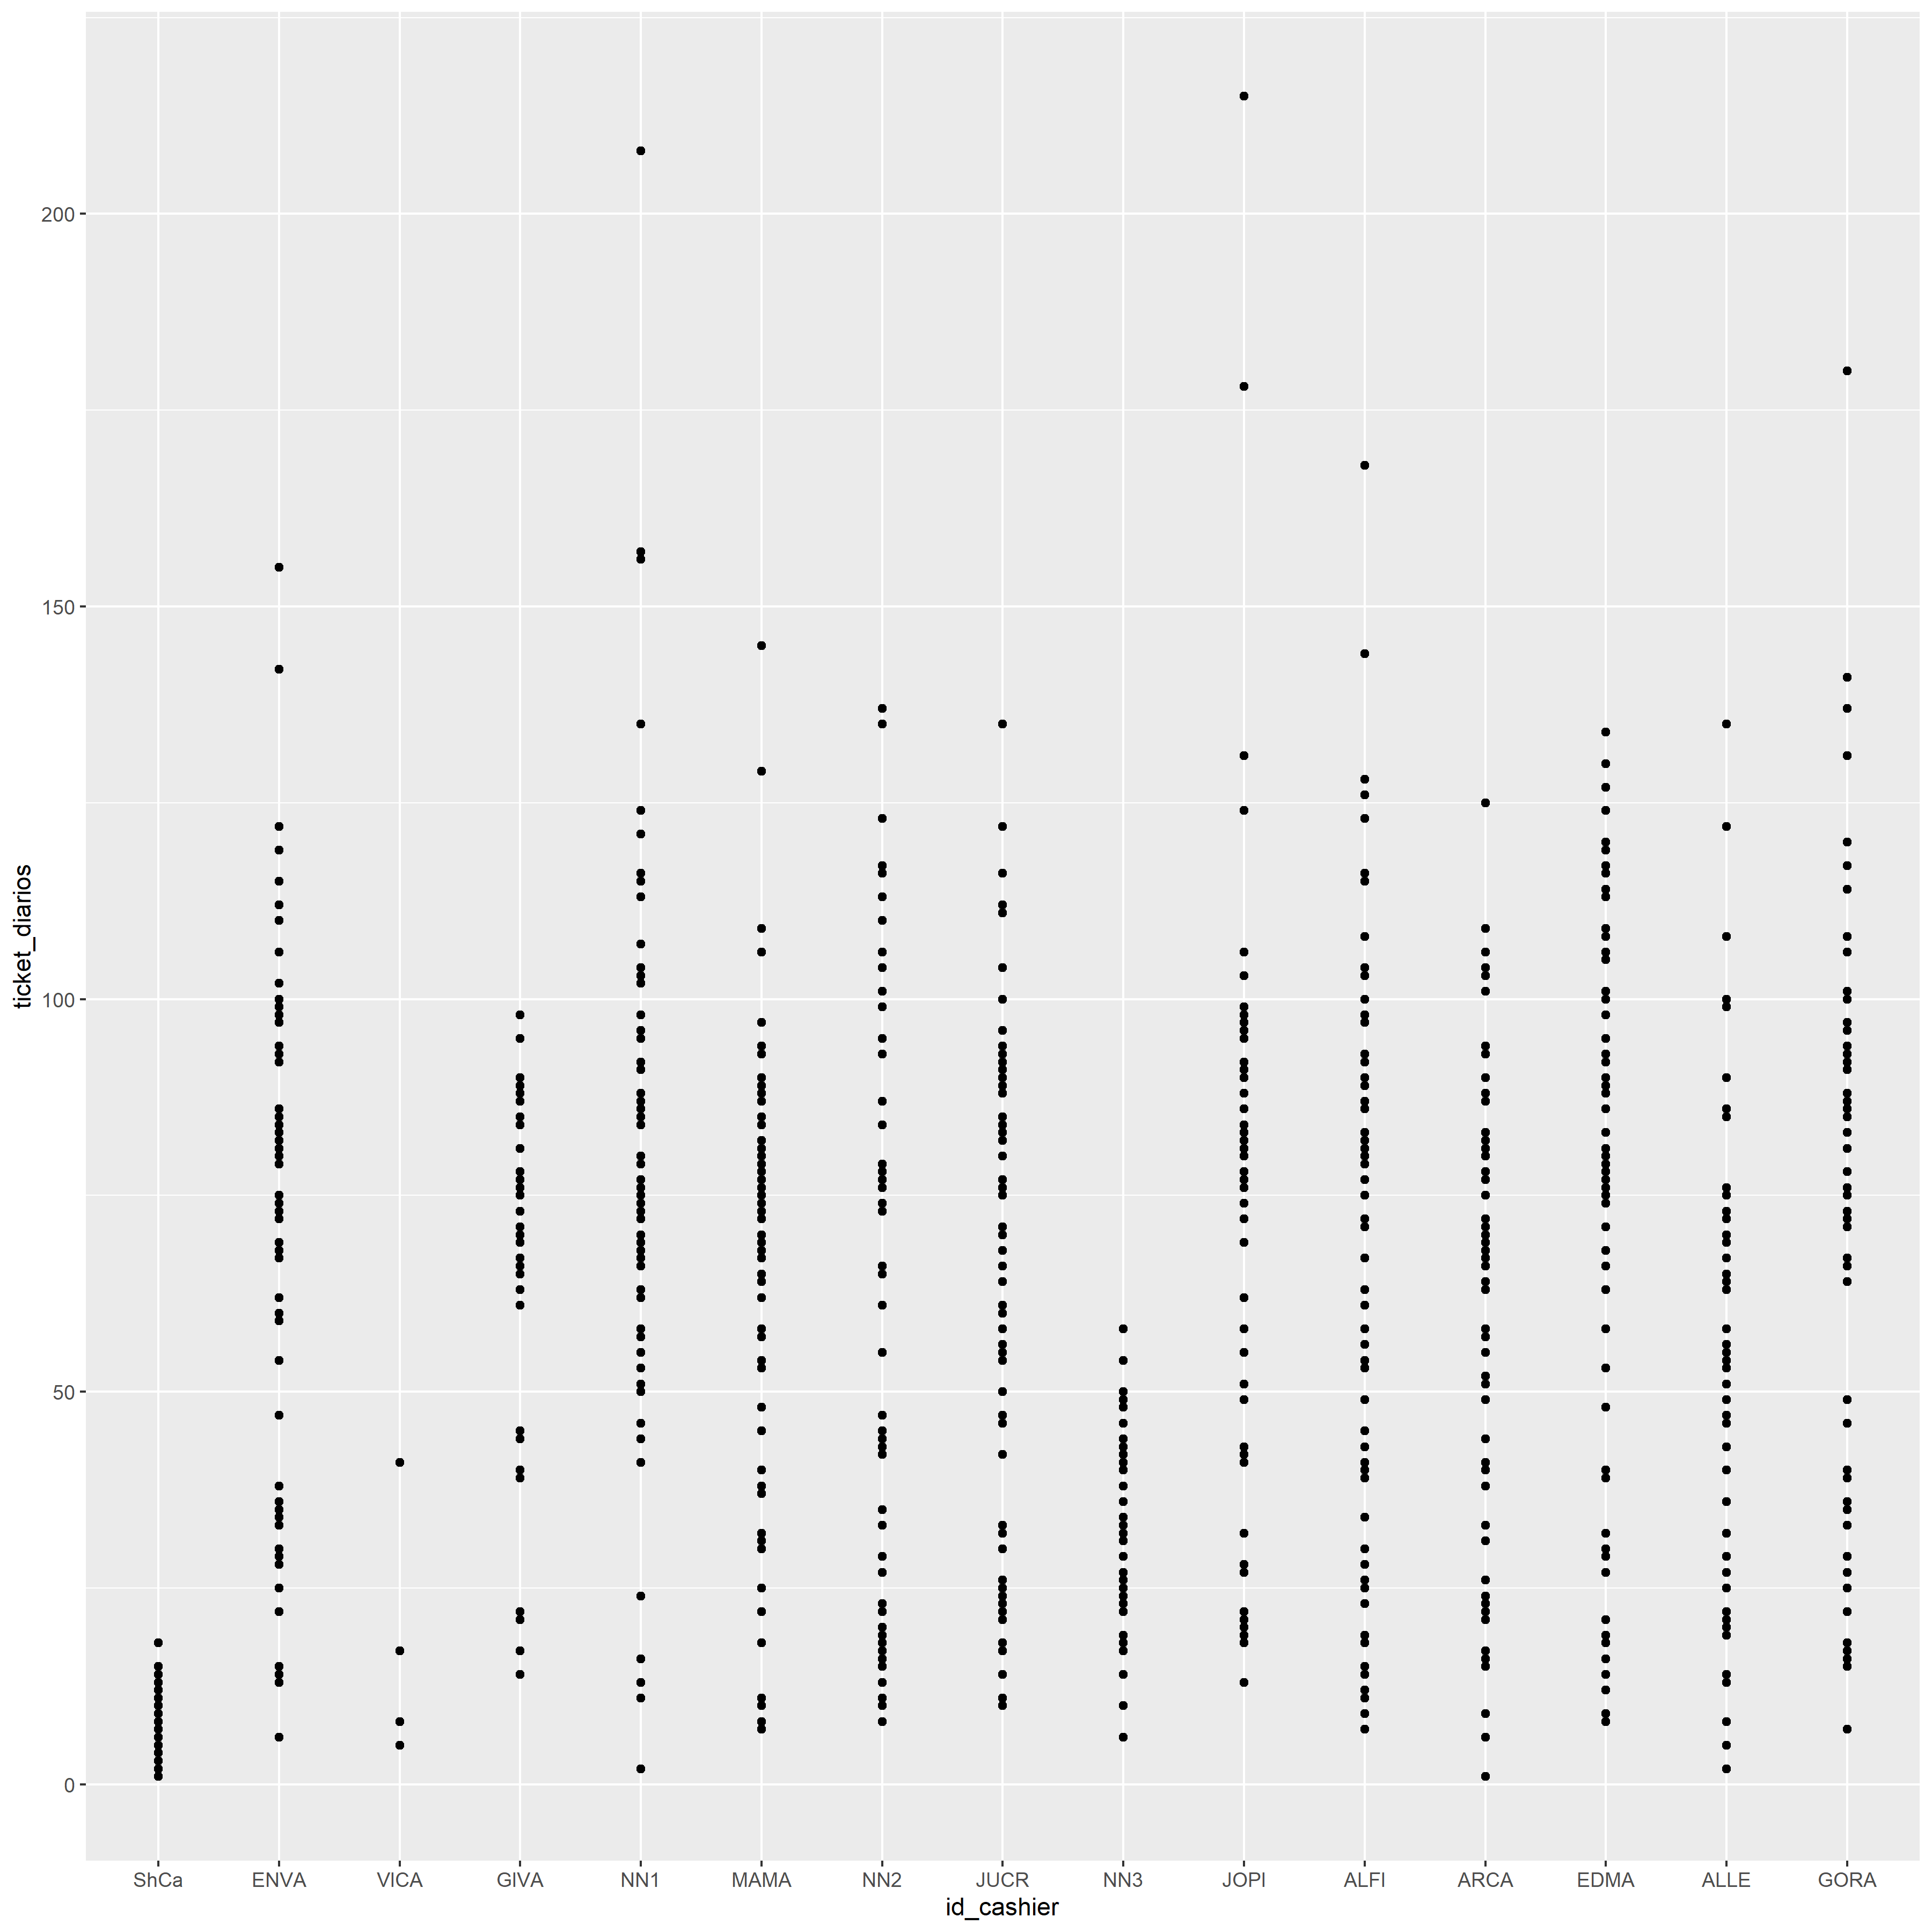 ticket_diarios
200
150
100
50
0
ShCa ENVA VICA GIVA NN1 MAMA NN2 JUCR NN3 JOPI ALFI ARCA EDMA ALLE GORA
id_cashier